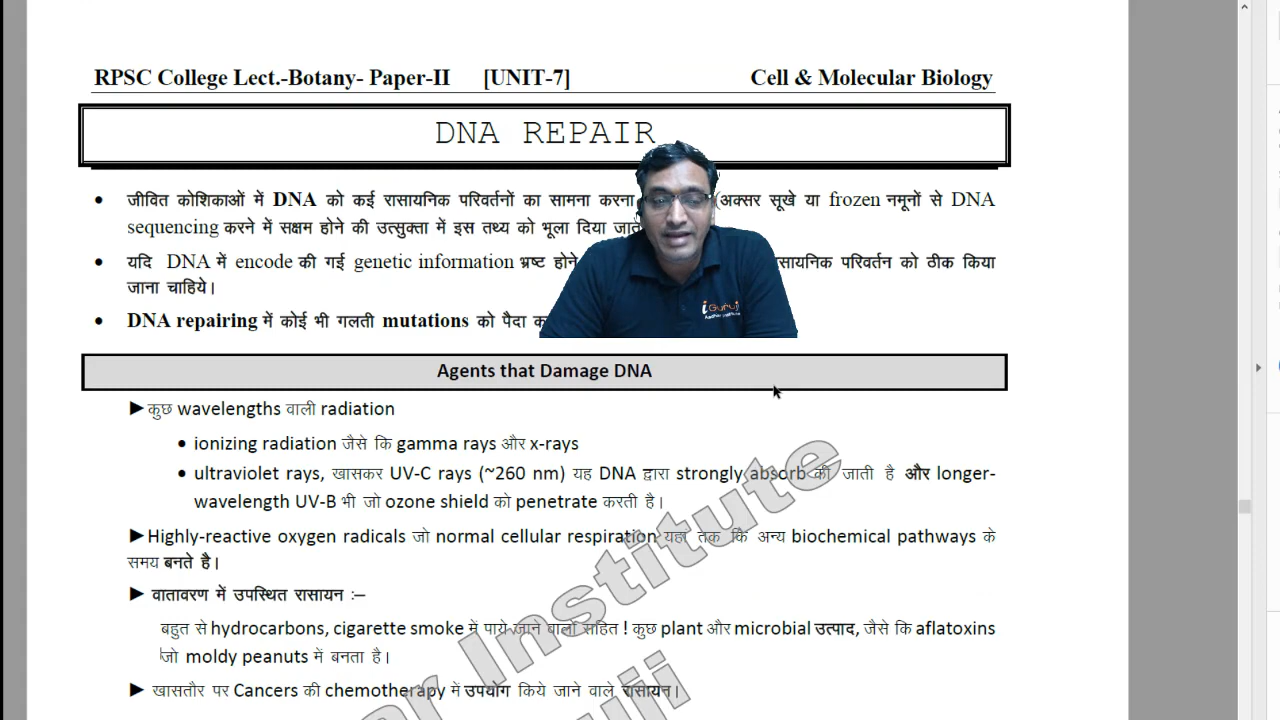 RPSC College Lect.-Botany- Paper-II [UNIT-7] Cell & Molecular Biology
DNA REPAIR
• जीवित कोशिकाओं में DNA को कई रासायनिक परिवर्तनों का सामना करना (अक्सर सूखे या frozen नमूनों से DNA
sequencing करने में सक्षम होने की उत्सुक्ता में इस तथ्य को भूला दिया
• यदि DNA में encode की गई genetic information भ्रष्ट होने परिवर्तन को ठीक किया
जाना चाहिये।
• DNA repairing में कोई भी गलती mutations को पैदा
iGuruji
Agents that Damage DNA
► कुछ wavelengths वाली radiation
• ionizing radiation जैसे कि gamma rays और x-rays
• ultraviolet rays, खासकर UV-C rays (~260 nm) यह DNA द्वारा strongly absorb की जाती है और longer-
wavelength UV-B भी जो ozone shield को penetrate करती है।
► Highly-reactive oxygen radicals जो normal cellular respiration यहा तक कि अन्य biochemical pathways के
समय बनते है।
► वातावरण में उपस्थित रासायन :–
बहुत से hydrocarbons, cigarette smoke में पाये जाने वालों सहित ! कुछ plant और microbial उत्पाद, जैसे कि aflatoxins
जो moldy peanuts में बनता है।
► खासतौर पर Cancers की chemotherapy में उपयोग किये जाने वाले रासायन।
Institute